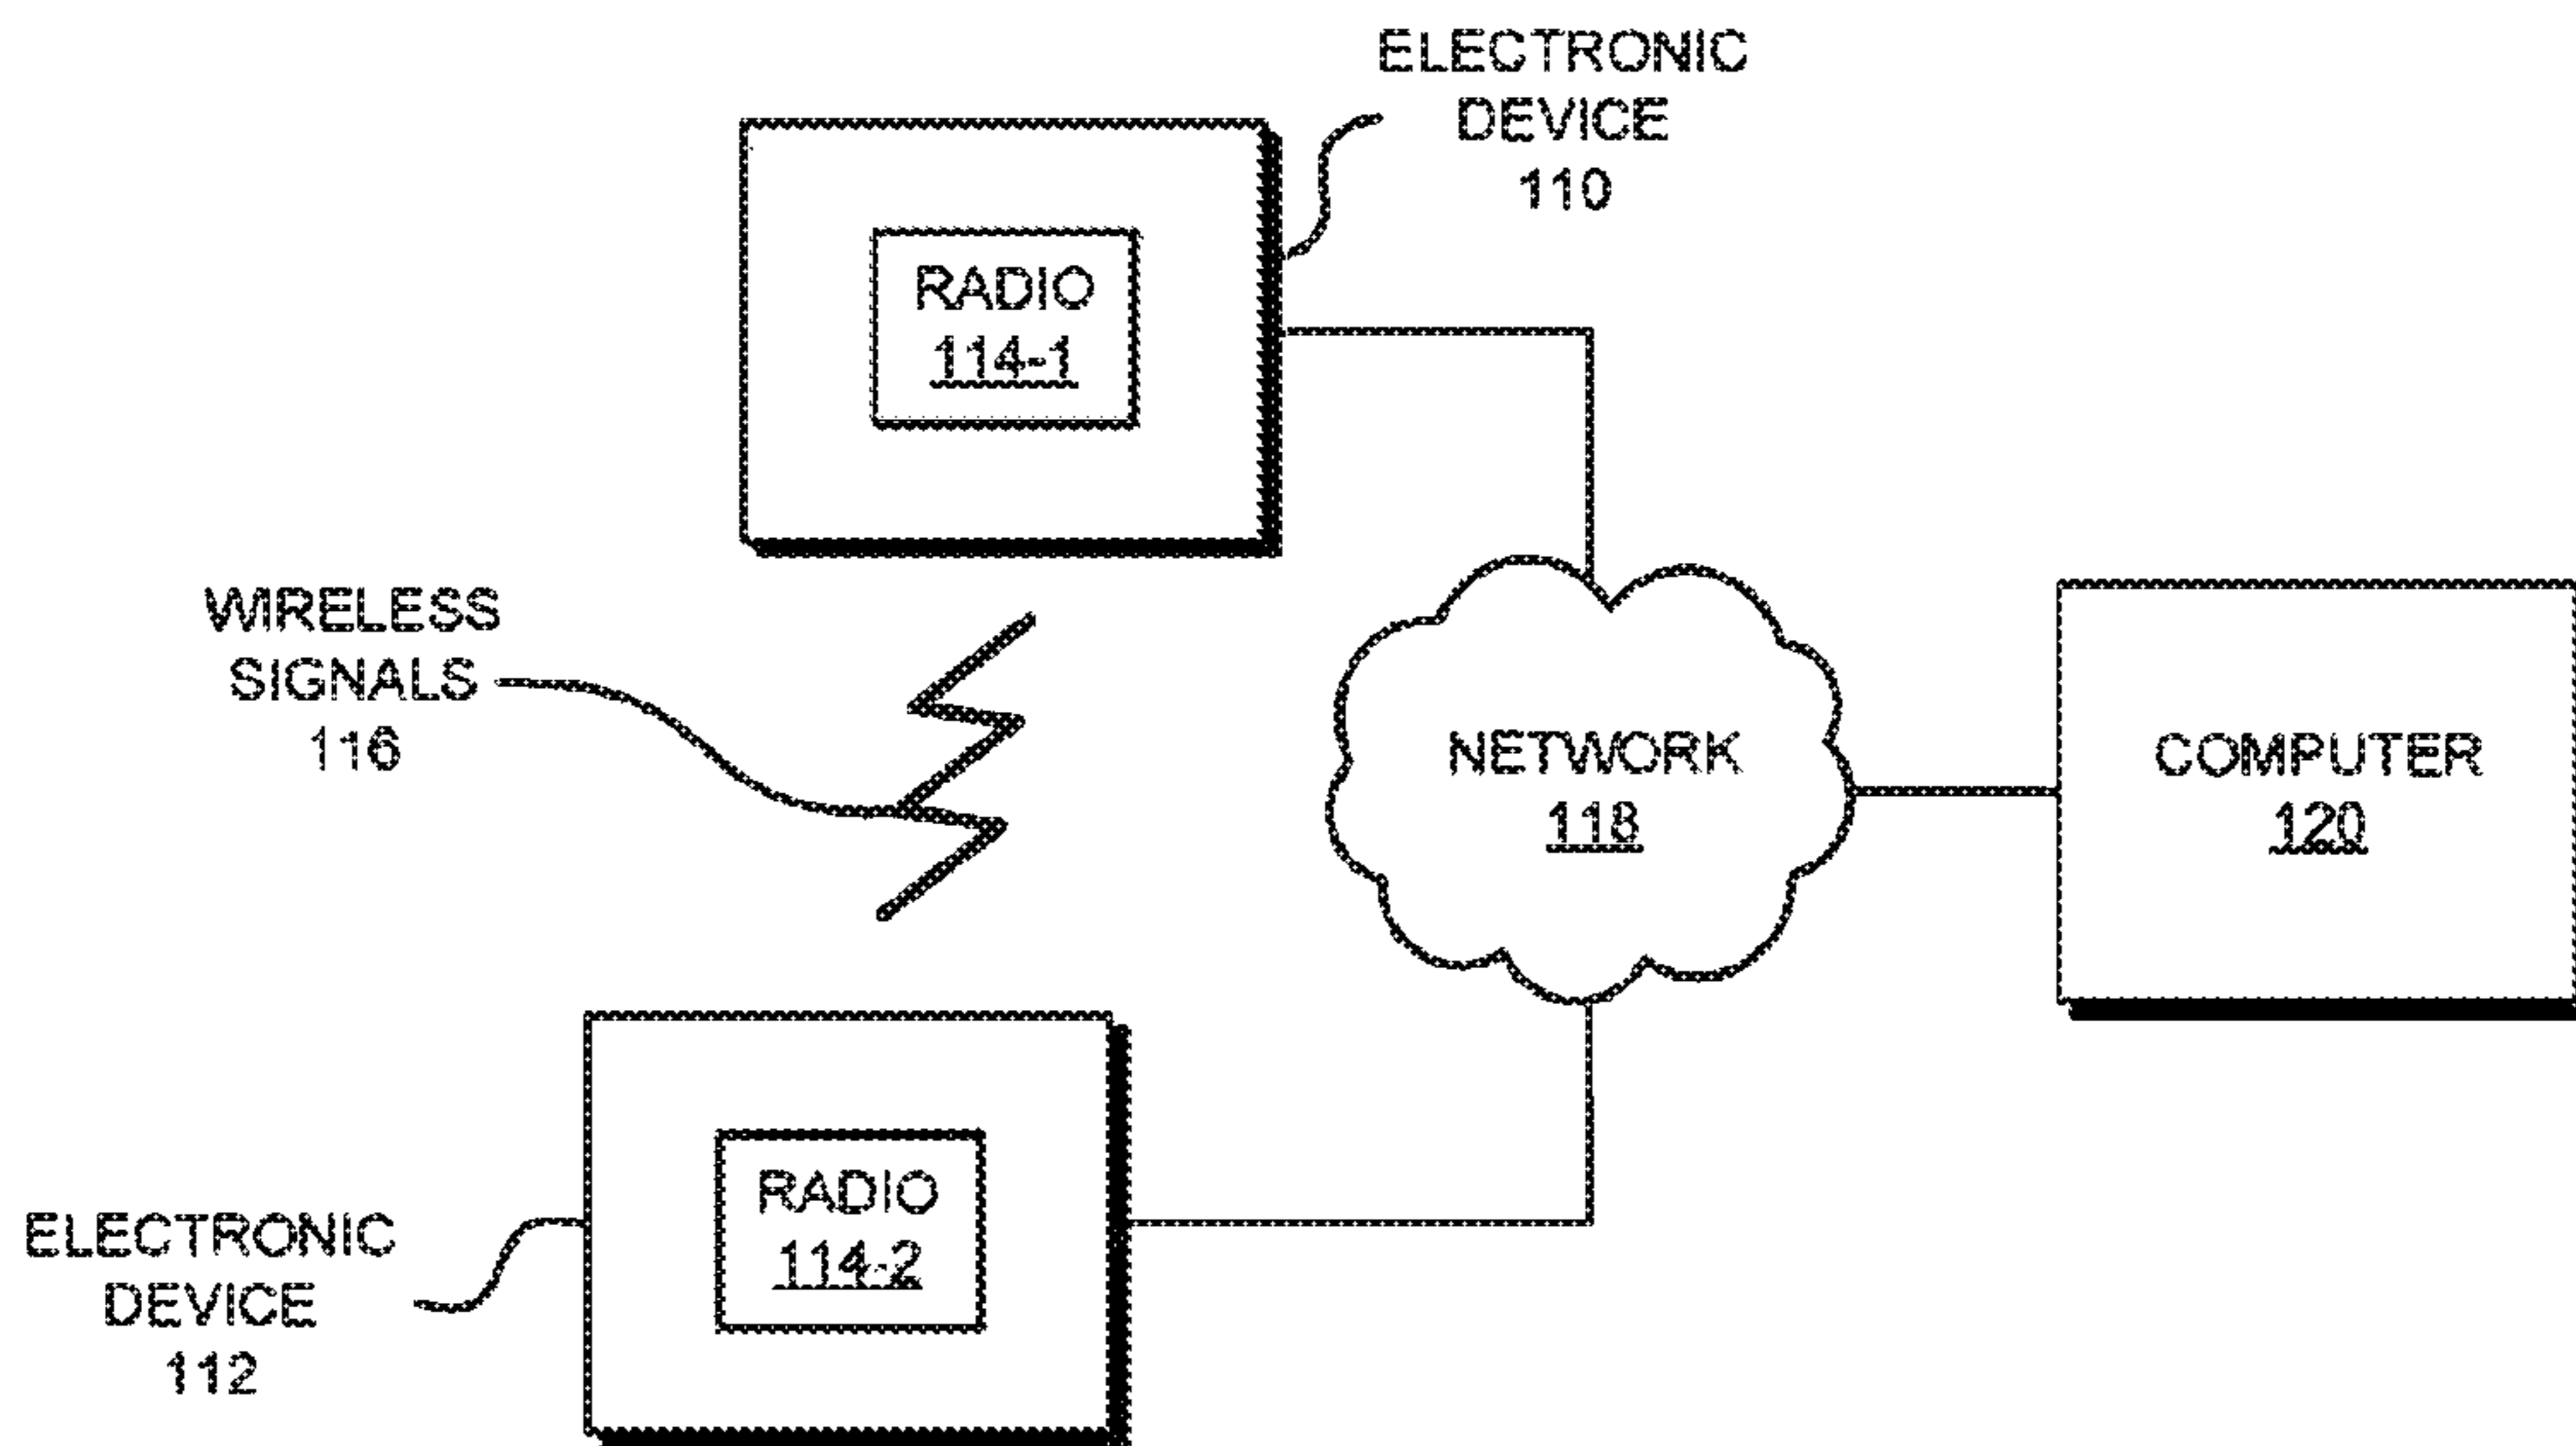 ELECTRONIC
DEVICE
110
RADIO
114-1
WIRELESS
SIGNALS
116
NETWORK
118
COMPUTER
120
RADIO
114-2
ELECTRONIC
DEVICE
112